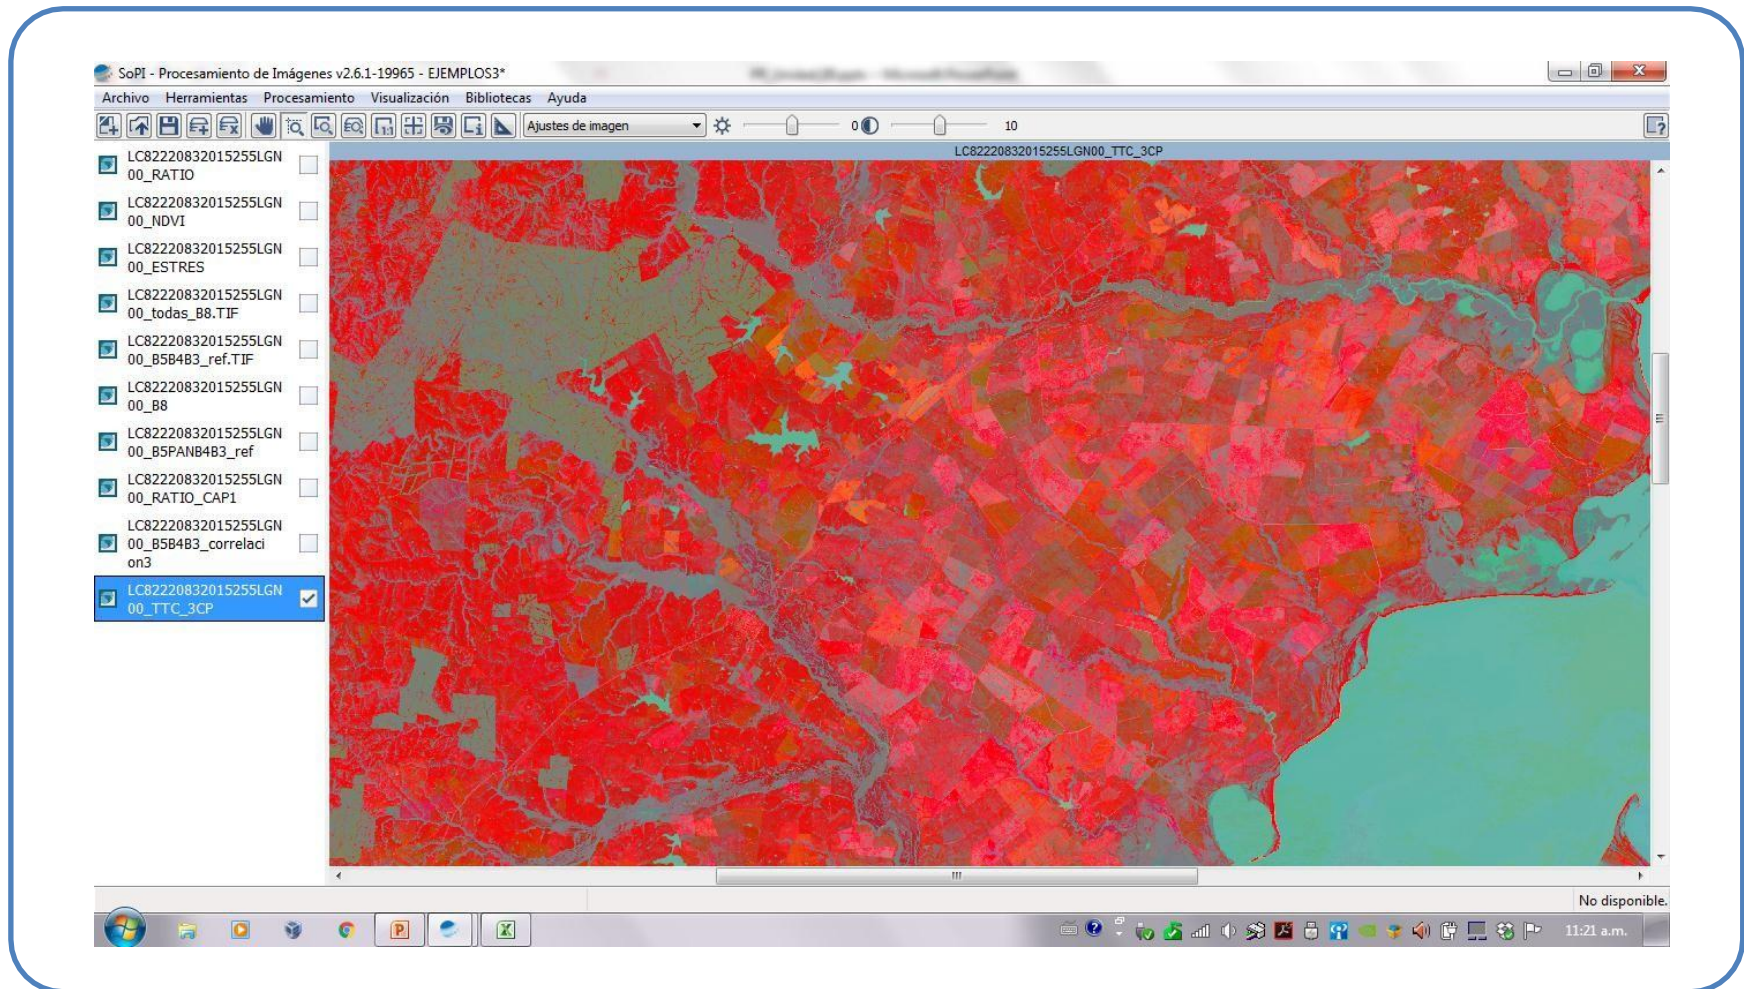 SoPI - Procesamiento de Imágenes v2.6.1-19965 - EJEMPLOS3*
Archivo Herramientas Procesamiento Visualización Bibliotecas Ayuda
1:1 Ajustes de imagen 0 10
LC82220832015255LGN00_TTC_3CP
LC82220832015255LGN
00_RATIO
LC82220832015255LGN
00_NDVI
LC82220832015255LGN
00_ESTRES
LC82220832015255LGN
00_todas_B8.TIF
LC82220832015255LGN
00_B5B4B3_ref.TIF
LC82220832015255LGN
00_B8
LC82220832015255LGN
00_B5PANB4B3_ref
LC82220832015255LGN
00_RATIO_CAP1
LC82220832015255LGN
00_B5B4B3_correlaci
on3
LC82220832015255LGN
00_TTC_3CP
No disponible.
11:21 a.m.